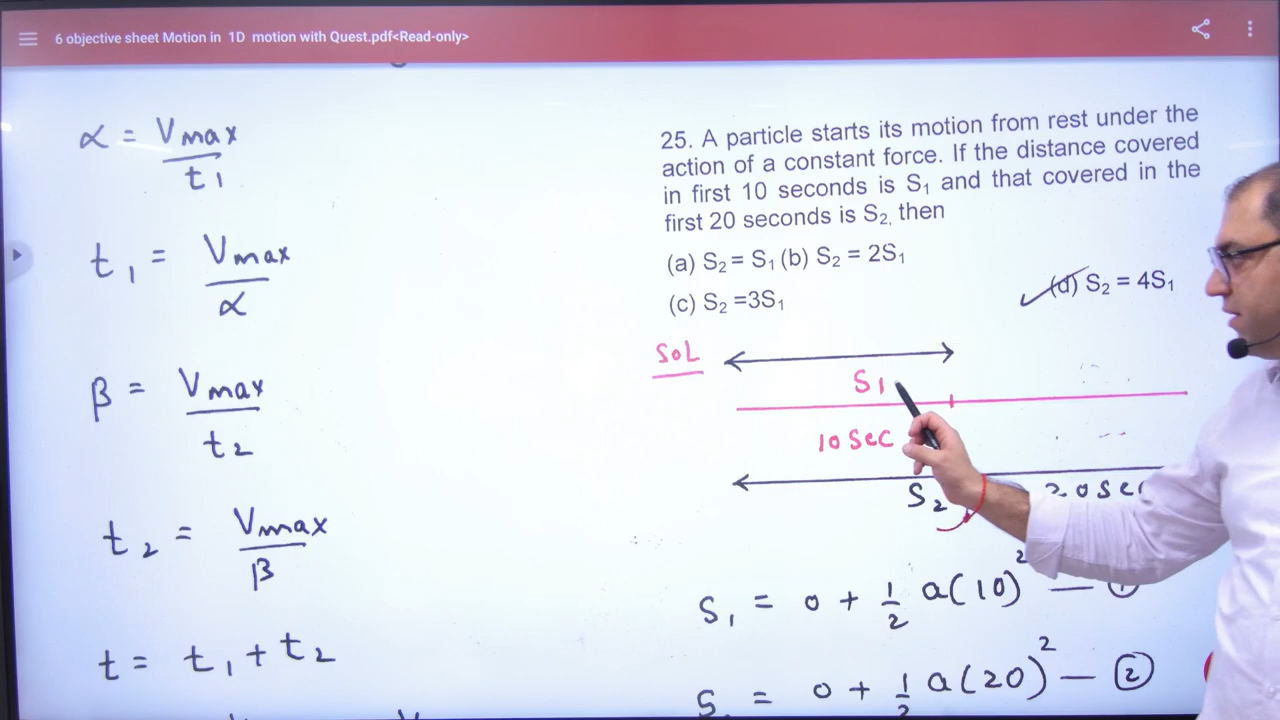 6 objective sheet Motion in 1D motion with Quest.pdf<Read-only>
α = Vmax / t₁
t₁ = Vmax / α
β = Vmax / t₂
t₂ = Vmax / β
t = t₁ + t₂
25. A particle starts its motion from rest under the
action of a constant force. If the distance covered
in first 10 seconds is S₁ and that covered in the
first 20 seconds is S₂, then
(a) S₂ = S₁ (b) S₂ = 2S₁
(c) S₂ =3S₁
(d) S₂ = 4S₁
SOL
S₁
10 Sec
S₂ 20 Sec
S₁ = 0 + 1/2 a(10)² — ①
= 0 + 1/2 a(20)² — ②